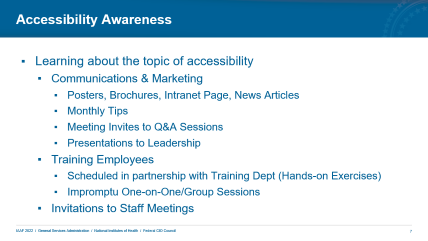 Accessibility Awareness
▪ Learning about the topic of accessibility
▪ Communications & Marketing
▪ Posters, Brochures, Intranet Page, News Articles
▪ Monthly Tips
▪ Meeting Invites to Q&A Sessions
▪ Presentations to Leadership
▪ Training Employees
▪ Scheduled in partnership with Training Dept (Hands-on Exercises)
▪ Impromptu One-on-One/Group Sessions
▪ Invitations to Staff Meetings
2022 | General Services Administration | National Institutes of Health | Federal CIO Council
7